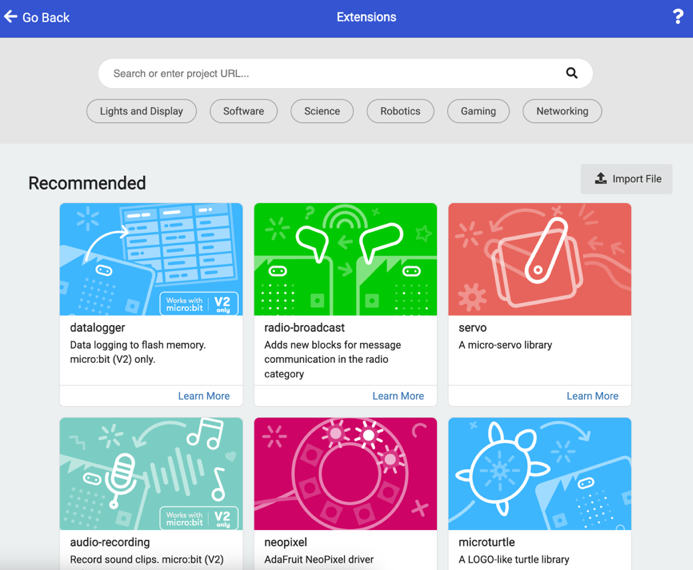 Go Back
Extensions
?
Search or enter project URL...
Lights and Display
Software
Science
Robotics
Gaming
Networking
Recommended
Import File
Works with
micro:bit
V2
only
datalogger
Data logging to flash memory.
micro:bit (V2) only.
Learn More
radio-broadcast
Adds new blocks for message
communication in the radio
category
Learn More
servo
A micro-servo library
Learn More
Works with
micro:bit
V2
only
audio-recording
Record sound clips. micro:bit (V2)
neopixel
AdaFruit NeoPixel driver
microturtle
A LOGO-like turtle library